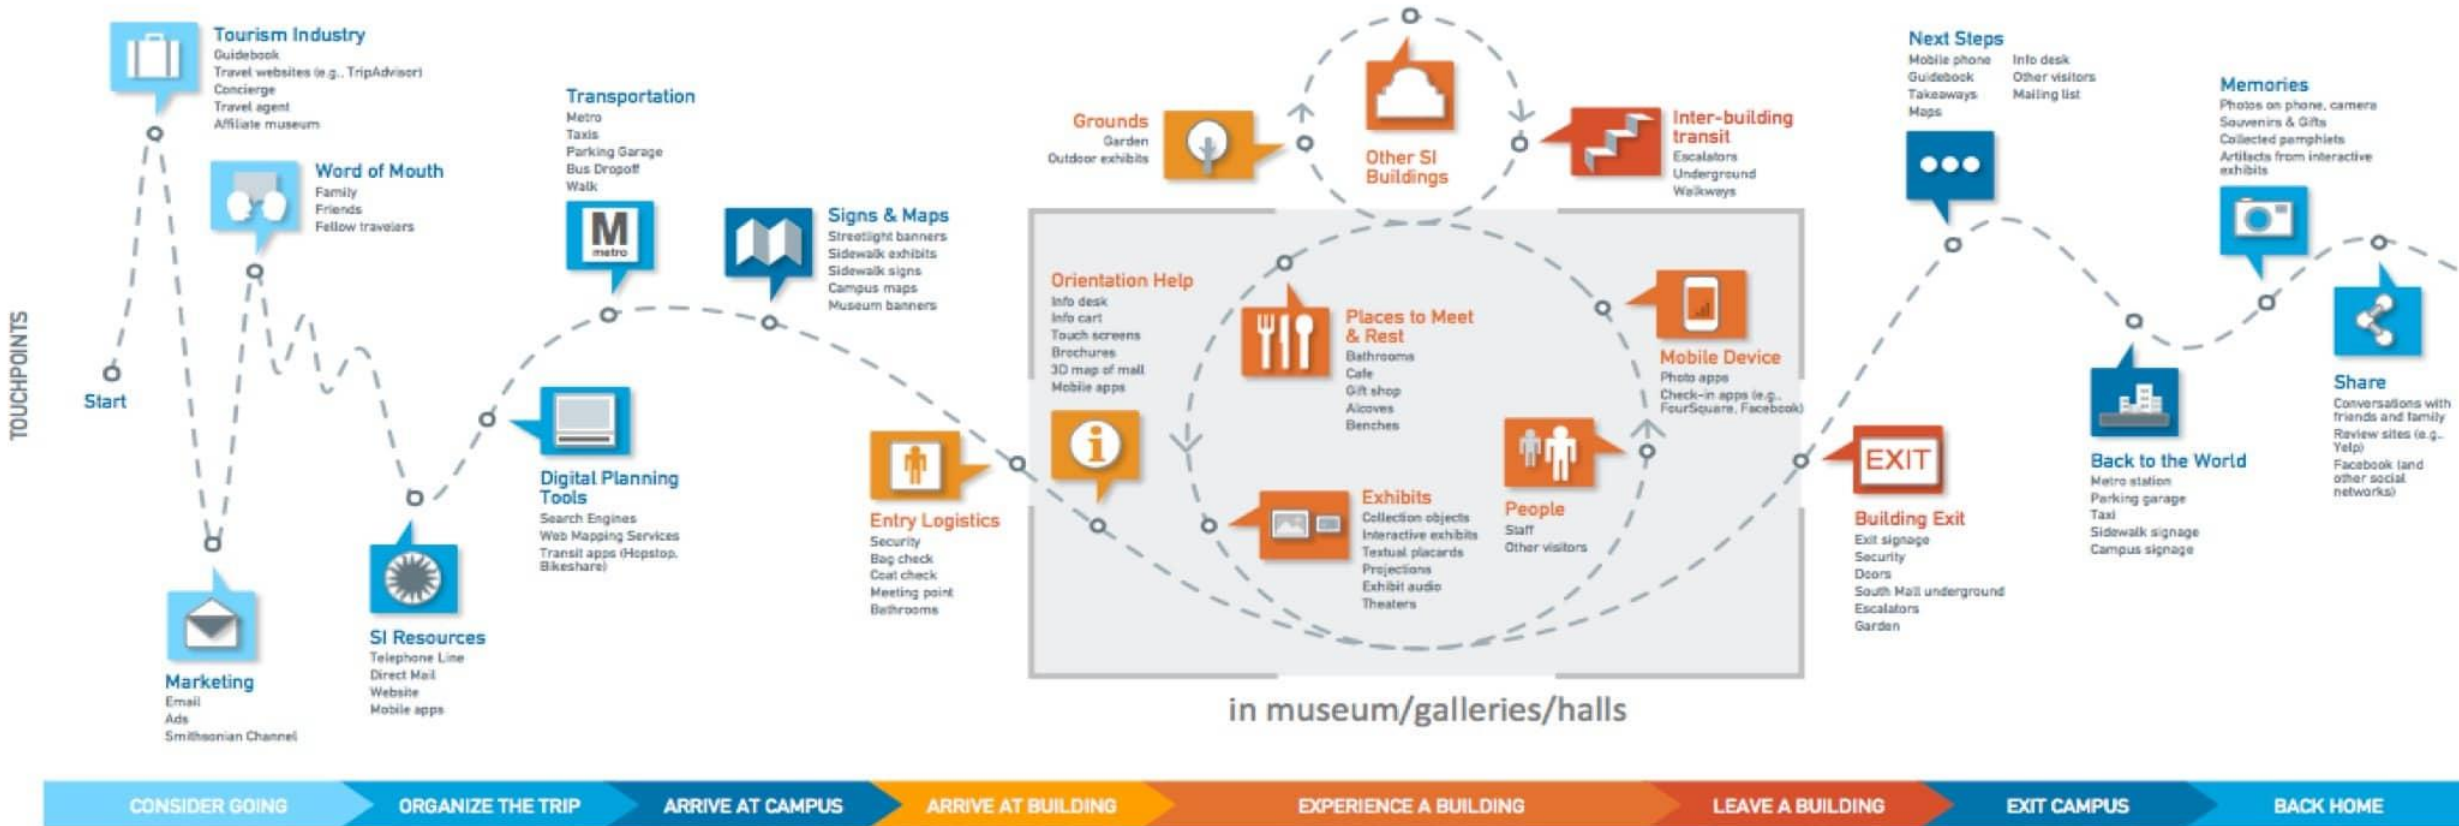 TOUCHPOINTS
Start
Tourism Industry
Guidebook
Travel websites (e.g., TripAdvisor)
Concierge
Travel agent
Affiliate museum
Word of Mouth
Family
Friends
Fellow travelers
Marketing
Email
Ads
Smithsonian Channel
SI Resources
Telephone Line
Direct Mail
Website
Mobile apps
Digital Planning
Tools
Search Engines
Web Mapping Services
Transit apps (Hopstop,
Bikeshare)
Transportation
Metro
Taxis
Parking Garage
Bus Dropoff
Walk
M
metro
Signs & Maps
Streetlight banners
Sidewalk exhibits
Sidewalk signs
Campus maps
Museum banners
Entry Logistics
Security
Bag check
Coat check
Meeting point
Bathrooms
Orientation Help
Info desk
Info cart
Touch screens
Brochures
3D map of mall
Mobile apps
i
Grounds
Garden
Outdoor exhibits
Other SI
Buildings
Inter-building
transit
Escalators
Underground
Walkways
Places to Meet
& Rest
Bathrooms
Cafe
Gift shop
Alcoves
Benches
Exhibits
Collection objects
Interactive exhibits
Textual placards
Projections
Exhibit audio
Theaters
People
Staff
Other visitors
Mobile Device
Photo apps
Check-in apps (e.g.,
FourSquare, Facebook)
in museum/galleries/halls
EXIT
Building Exit
Exit signage
Security
Doors
South Mall underground
Escalators
Garden
Next Steps
Mobile phone
Guidebook
Takeaways
Maps
Info desk
Other visitors
Mailing list
Back to the World
Metro station
Parking garage
Taxi
Sidewalk signage
Campus signage
Memories
Photos on phone, camera
Souvenirs & Gifts
Collected pamphlets
Artifacts from interactive
exhibits
Share
Conversations with
friends and family
Review sites (e.g.,
Yelp)
Facebook (and
other social
networks)
CONSIDER GOING
ORGANIZE THE TRIP
ARRIVE AT CAMPUS
ARRIVE AT BUILDING
EXPERIENCE A BUILDING
LEAVE A BUILDING
EXIT CAMPUS
BACK HOME